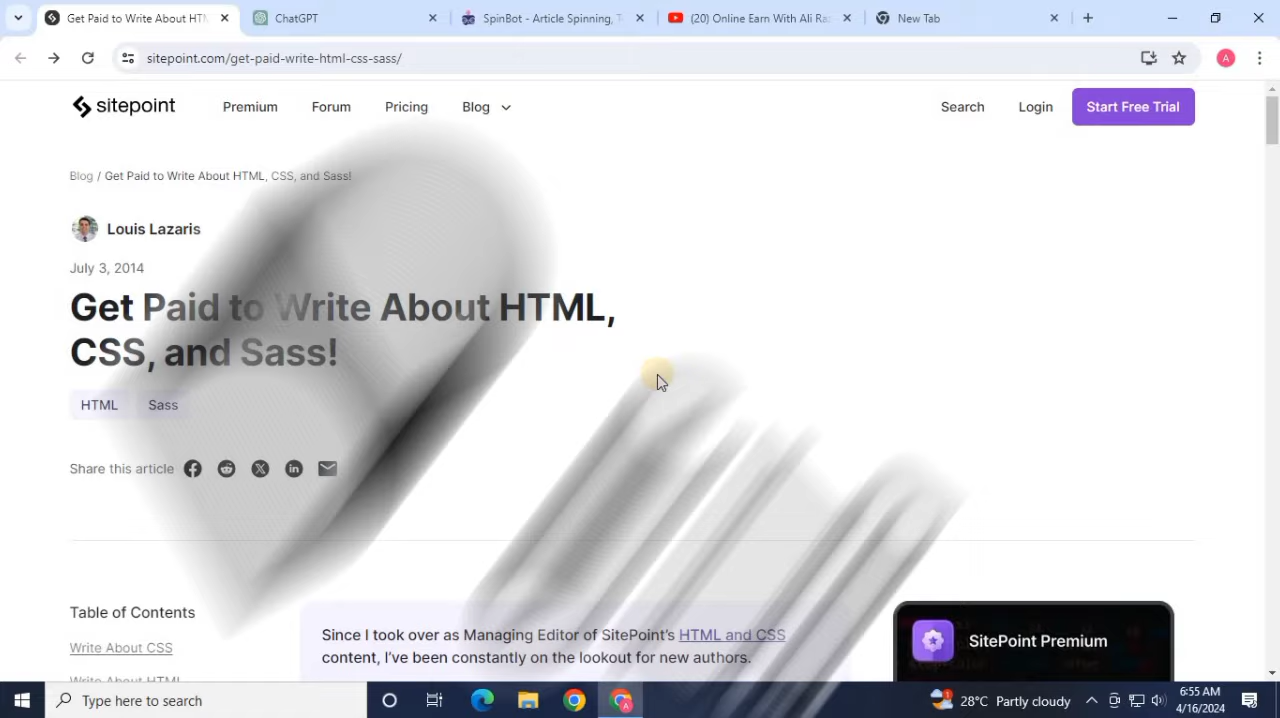 Get Paid to Write About HTM
ChatGPT
SpinBot - Article Spinning, T
(20) Online Earn With Ali Ra
New Tab
sitepoint.com/get-paid-write-html-css-sass/
A
sitepoint
Premium
Forum
Pricing
Blog
Search
Login
Start Free Trial
Blog / Get Paid to Write About HTML, CSS, and Sass!
Louis Lazaris
July 3, 2014
Get Paid to Write About HTML,
CSS, and Sass!
HTML
Sass
Share this article
Table of Contents
Write About CSS
Write About HTML
Since I took over as Managing Editor of SitePoint's HTML and CSS
content, I've been constantly on the lookout for new authors.
SitePoint Premium
Type here to search
28°C Partly cloudy
6:55 AM
4/16/2024